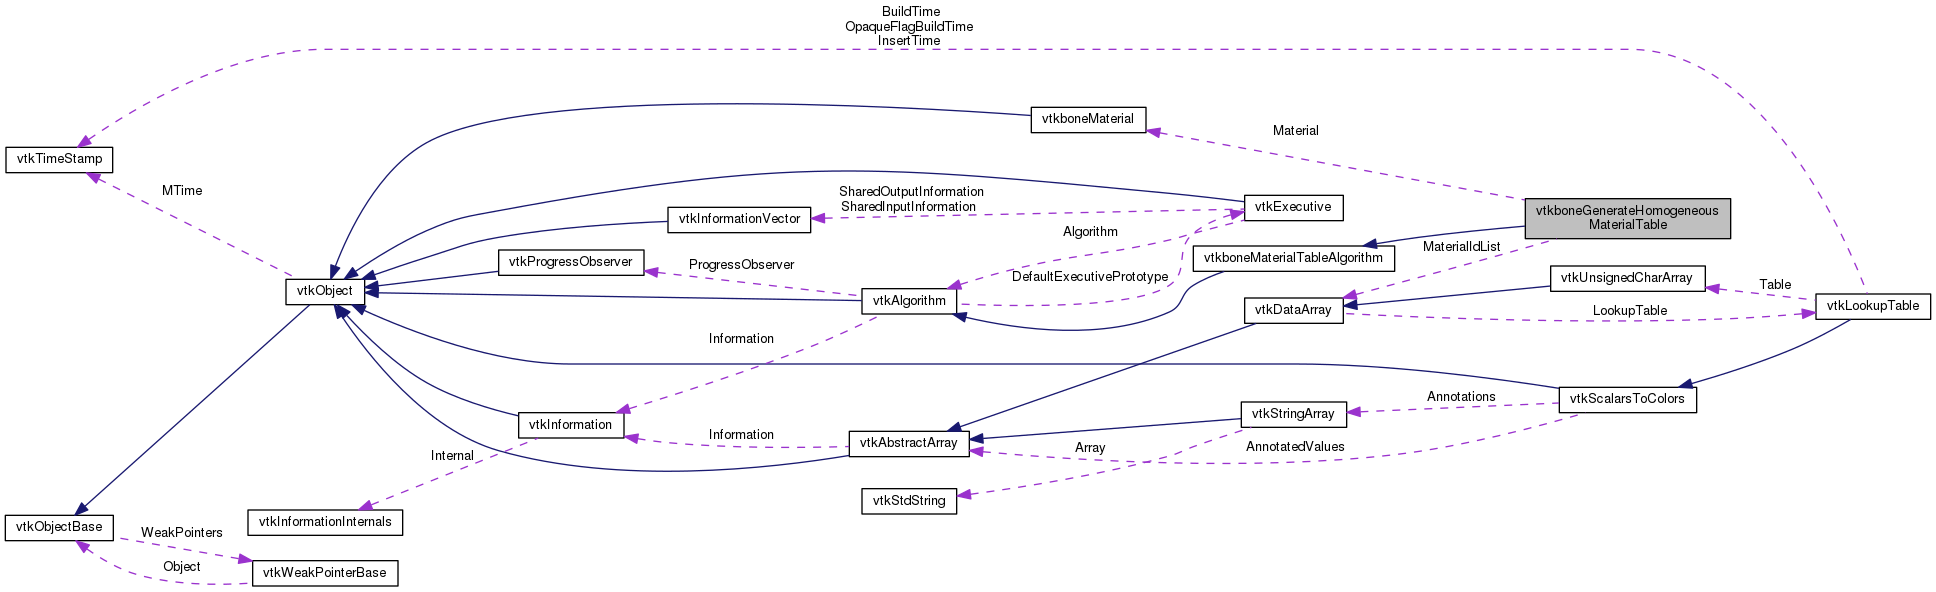 BuildTime
OpaqueFlagBuildTime
InsertTime
vtkboneMaterial
Material
vtkTimeStamp
MTime
SharedOutputInformation
SharedInputInformation
vtkExecutive
vtkboneGenerateHomogeneous
MaterialTable
vtkInformationVector
Algorithm
MaterialIdList
vtkProgressObserver
ProgressObserver
vtkboneMaterialTableAlgorithm
DefaultExecutivePrototype
vtkUnsignedCharArray
Table
vtkObject
vtkAlgorithm
vtkDataArray
LookupTable
vtkLookupTable
Information
Annotations
vtkScalarsToColors
vtkStringArray
vtkInformation
Information
vtkAbstractArray
Array
AnnotatedValues
Internal
vtkStdString
vtkInformationInternals
vtkObjectBase
WeakPointers
Object
vtkWeakPointerBase